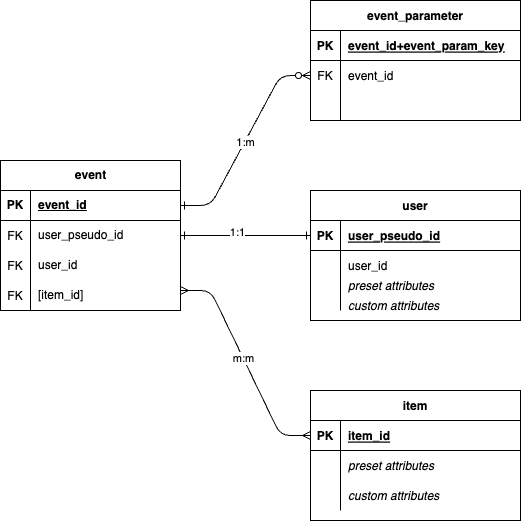 event_parameter
PK event_id+event_param_key
FK event_id
1:m
event
PK event_id
FK user_pseudo_id
FK user_id
FK [item_id]
1:1
user
PK user_pseudo_id
user_id
preset attributes
custom attributes
m:m
item
PK item_id
preset attributes
custom attributes